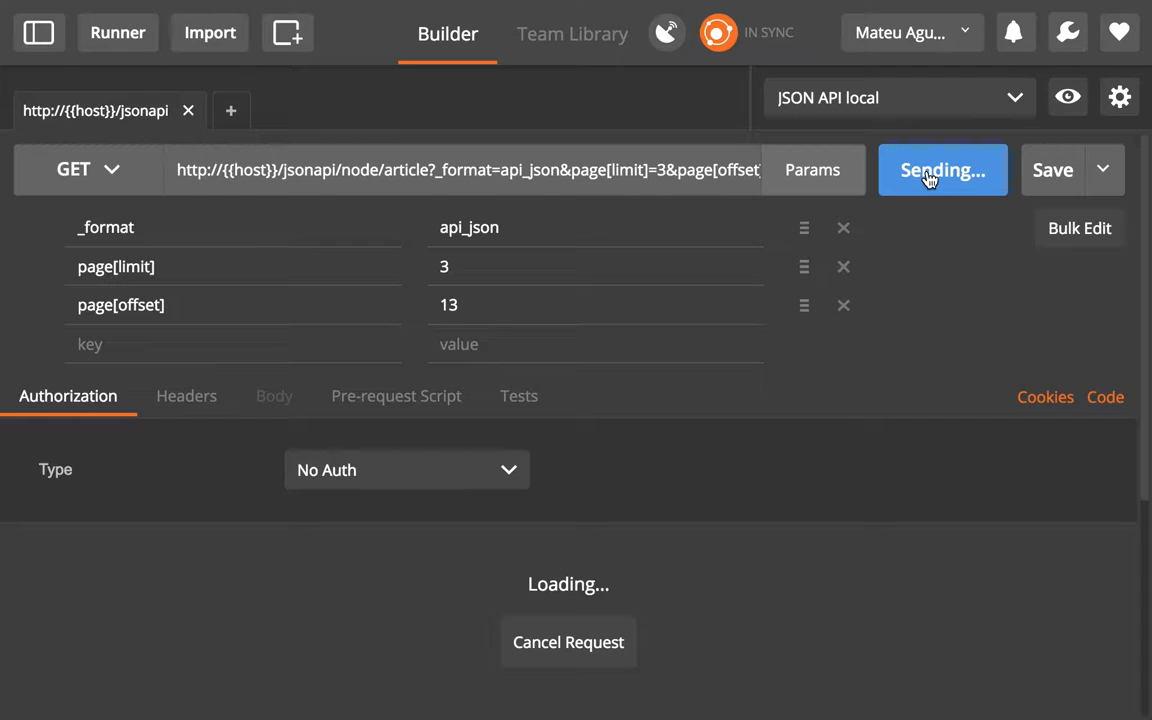 Runner
Import
Builder
Team Library
IN SYNC
Mateu Agu...
http://{{host}}/jsonapi
JSON API local
GET
http://{{host}}/jsonapi/node/article?_format=api_json&page[limit]=3&page[offset]
Params
Sending...
Save
_format
api_json
Bulk Edit
page[limit]
3
page[offset]
13
key
value
Authorization
Headers
Body
Pre-request Script
Tests
Cookies
Code
Type
No Auth
Loading...
Cancel Request